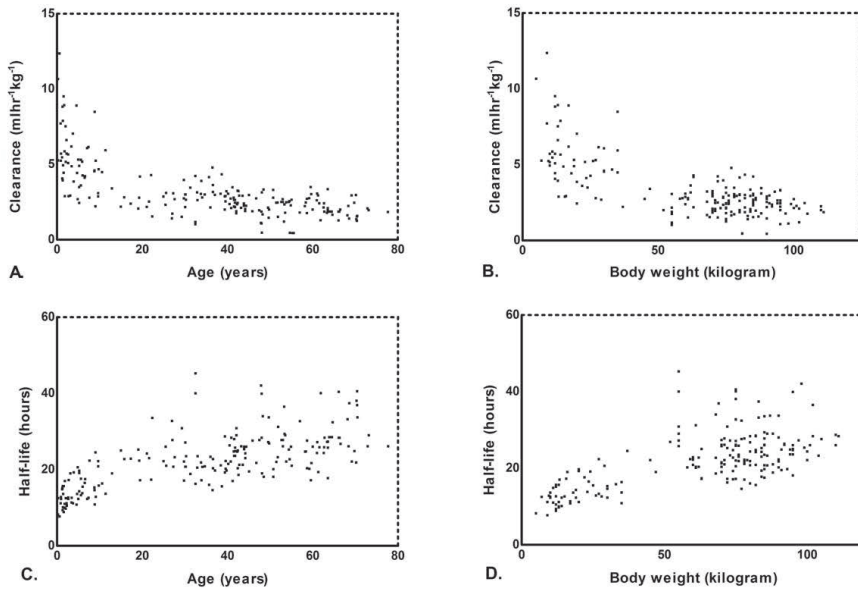 15
10
5
0
Clearance (mlhr⁻¹kg⁻¹)
0 20 40 60 80
Age (years)
A.
15
10
5
0
Clearance (mlhr⁻¹kg⁻¹)
0 50 100
Body weight (kilogram)
B.
60
40
20
0
Half-life (hours)
0 20 40 60 80
Age (years)
C.
60
40
20
0
Half-life (hours)
0 50 100
Body weight (kilogram)
D.